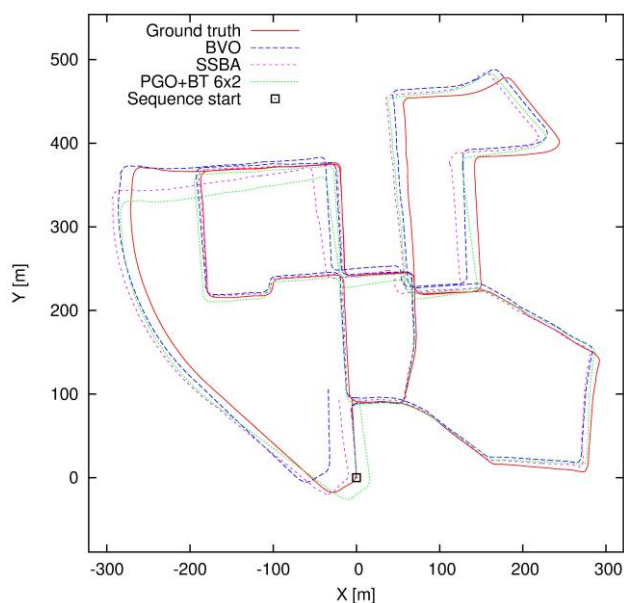 500
400
300
200
100
0
Y [m]
Ground truth
BVO
SSBA
PGO+BT 6x2
Sequence start
-300 -200 -100 0 100 200 300
X [m]